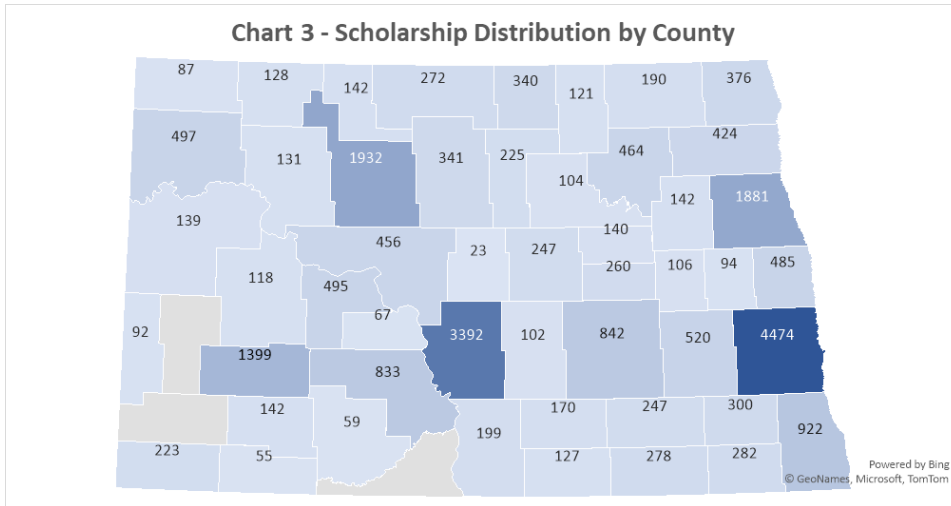 Chart 3 - Scholarship Distribution by County
87 128 142 272 340 121 190 376
497 131 1932 341 225 104 464 424
139 142 1881
456 23 247 140
118 495 260 106 94 485
92 67 3392 102 842 520 4474
1399 833
142 59 199 170 247 300 922
223 55 127 278 282
Powered by Bing
© GeoNames, Microsoft, TomTom